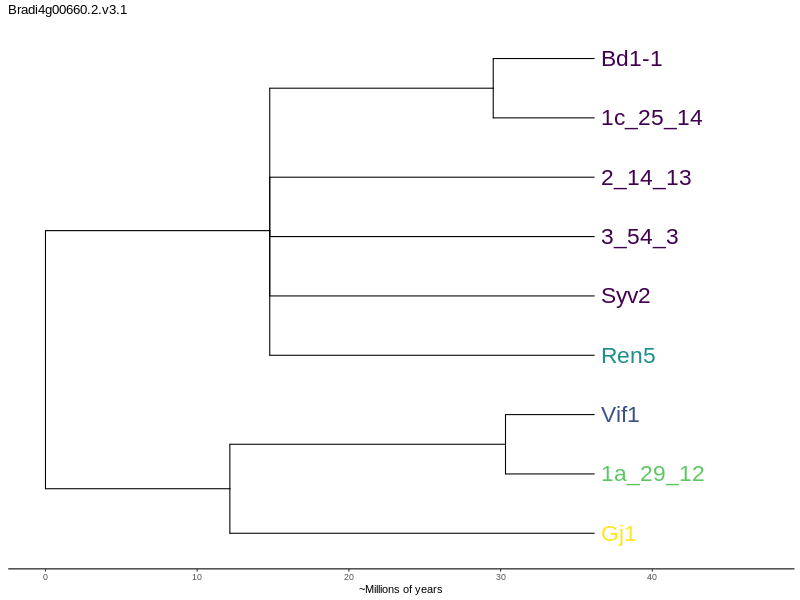 Bradi4g00660.2.v3.1
Bd1-1
1c_25_14
2_14_13
3_54_3
Syv2
Ren5
Vif1
1a_29_12
Gj1
0 10 20 30 40
~Millions of years